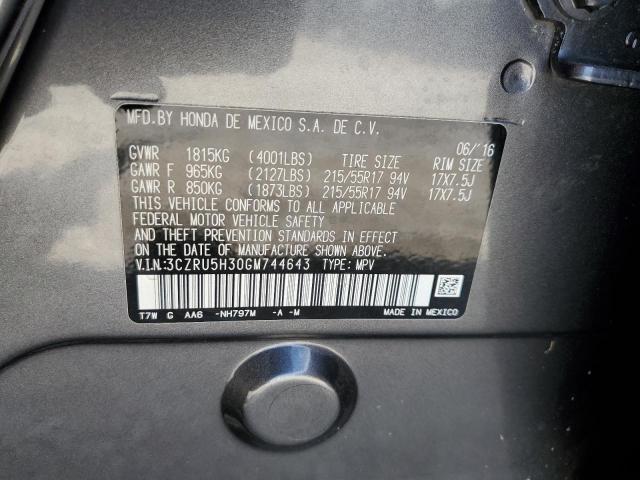 MFD.BY HONDA DE MEXICO S.A. DE C.V.
06/'16
GVWR 1815KG (4001LBS) TIRE SIZE RIM SIZE
GAWR F 965KG (2127LBS) 215/55R17 94V 17X7.5J
GAWR R 850KG (1873LBS) 215/55R17 94V 17X7.5J
THIS VEHICLE CONFORMS TO ALL APPLICABLE
FEDERAL MOTOR VEHICLE SAFETY
AND THEFT PREVENTION STANDARDS IN EFFECT
ON THE DATE OF MANUFACTURE SHOWN ABOVE.
V.I.N:3CZRU5H30GM744643 TYPE: MPV
T7W G AA6 -NH797M -A -M MADE IN MEXICO